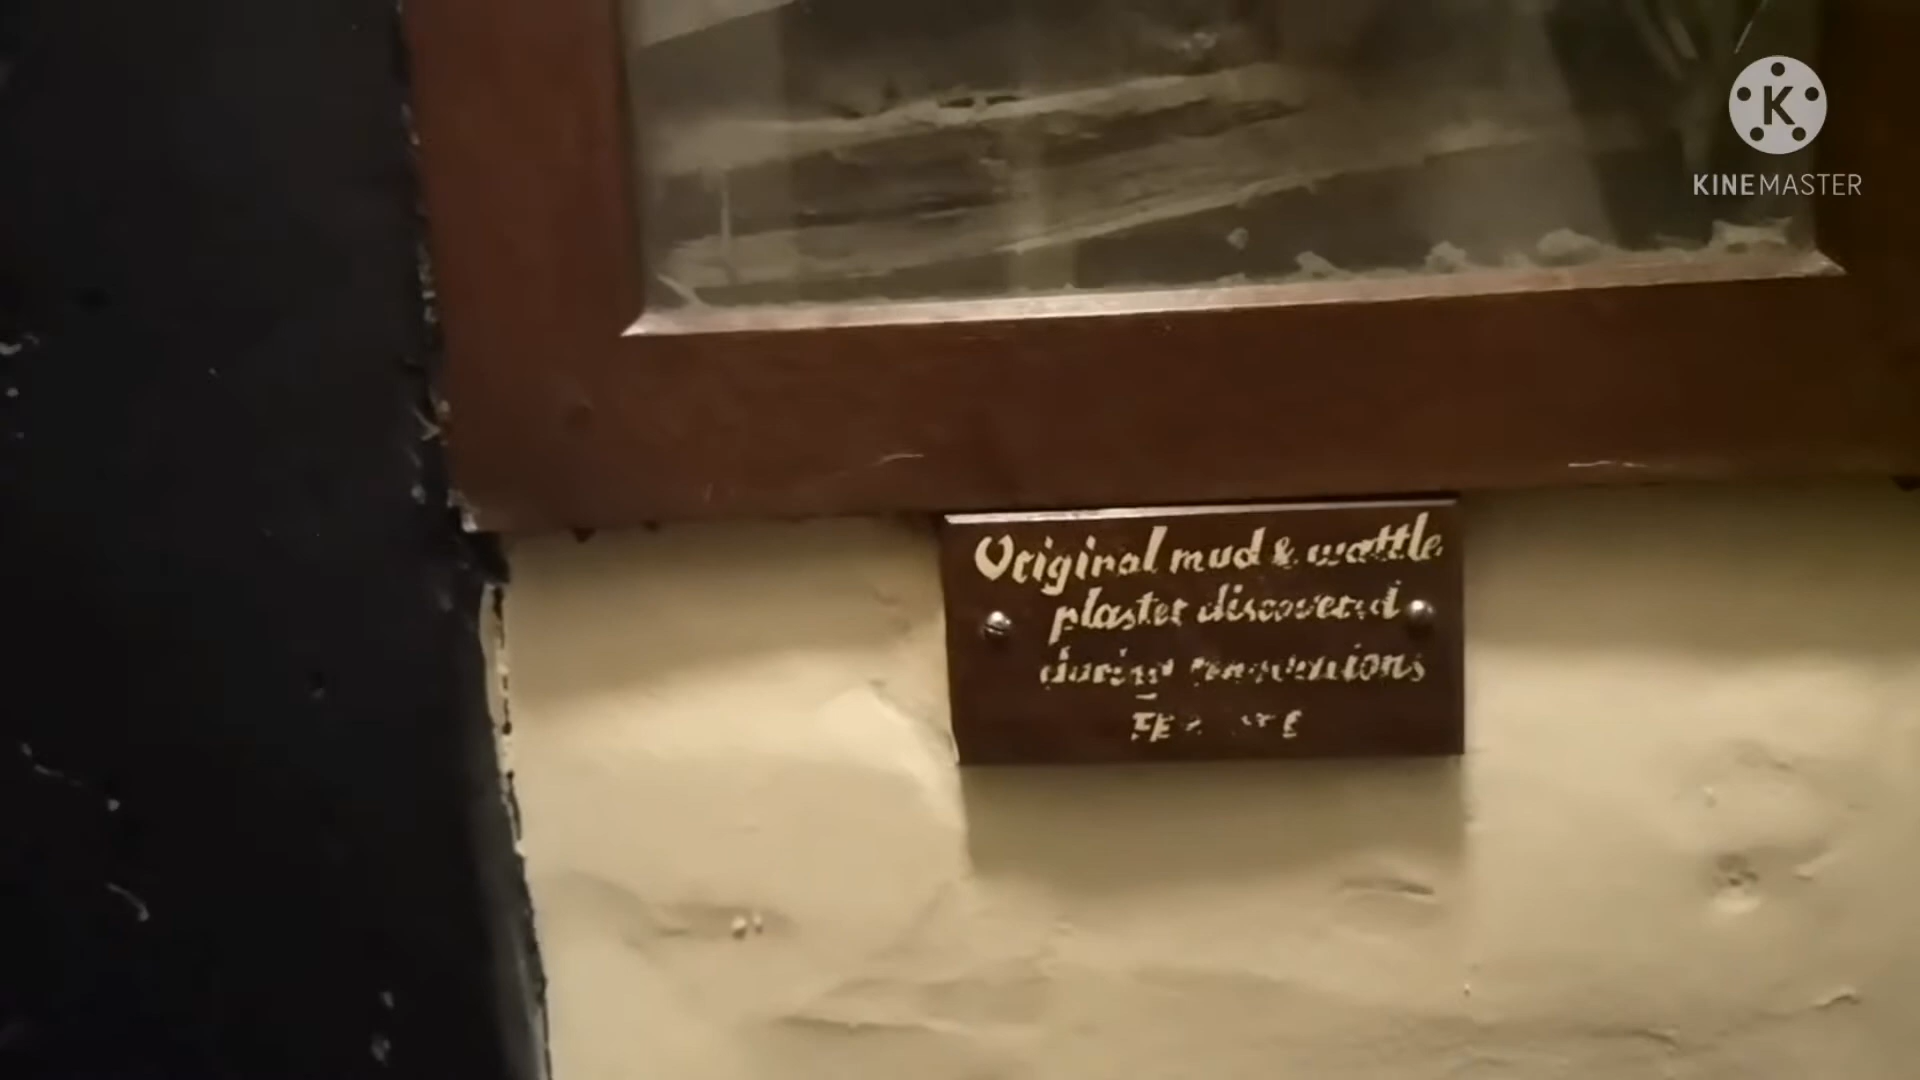 KINEMASTER
Original mud & wattle
plaster discovered
during renovations